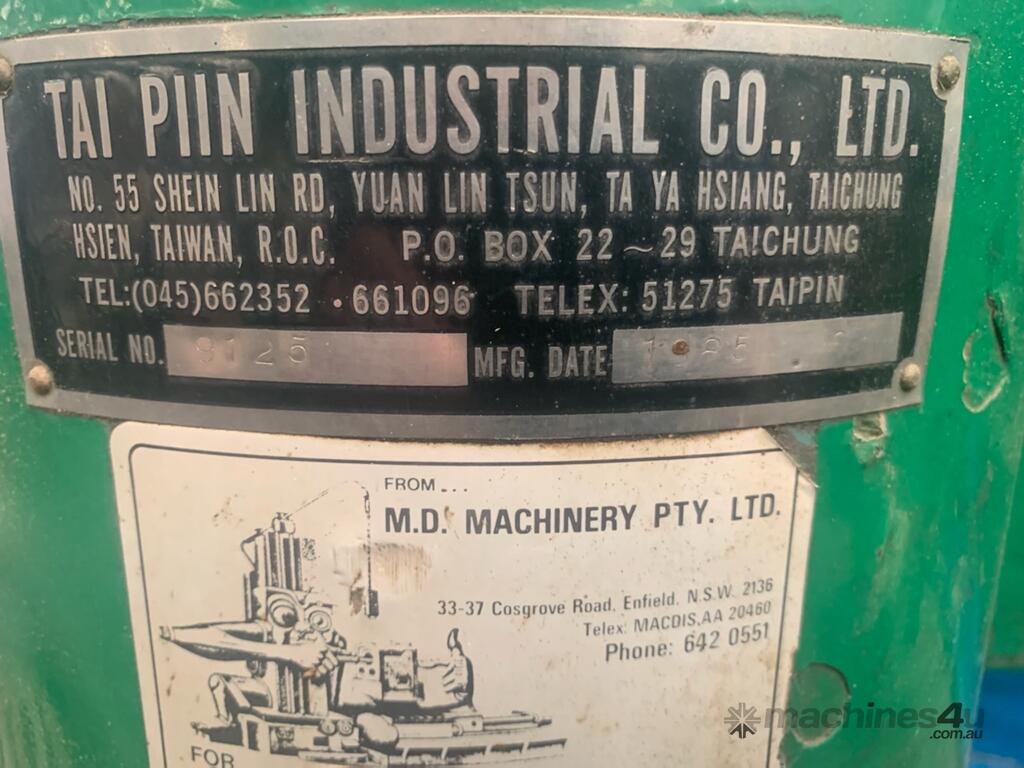 TAI PIIN INDUSTRIAL CO., LTD.
NO. 55 SHEIN LIN RD, YUAN LIN TSUN, TA YA HSIANG, TAICHUNG
HSIEN, TAIWAN, R.O.C. P.O. BOX 22~29 TAICHUNG
TEL:(045)662352 · 661096 TELEX: 51275 TAIPIN
SERIAL NO. 8125 MFG. DATE
FROM ...
M.D. MACHINERY PTY. LTD.
33-37 Cosgrove Road, Enfield, N.S.W. 2136
Telex: MACDIS.AA 20460
Phone: 642 0551
FOR
machines4u
.com.au